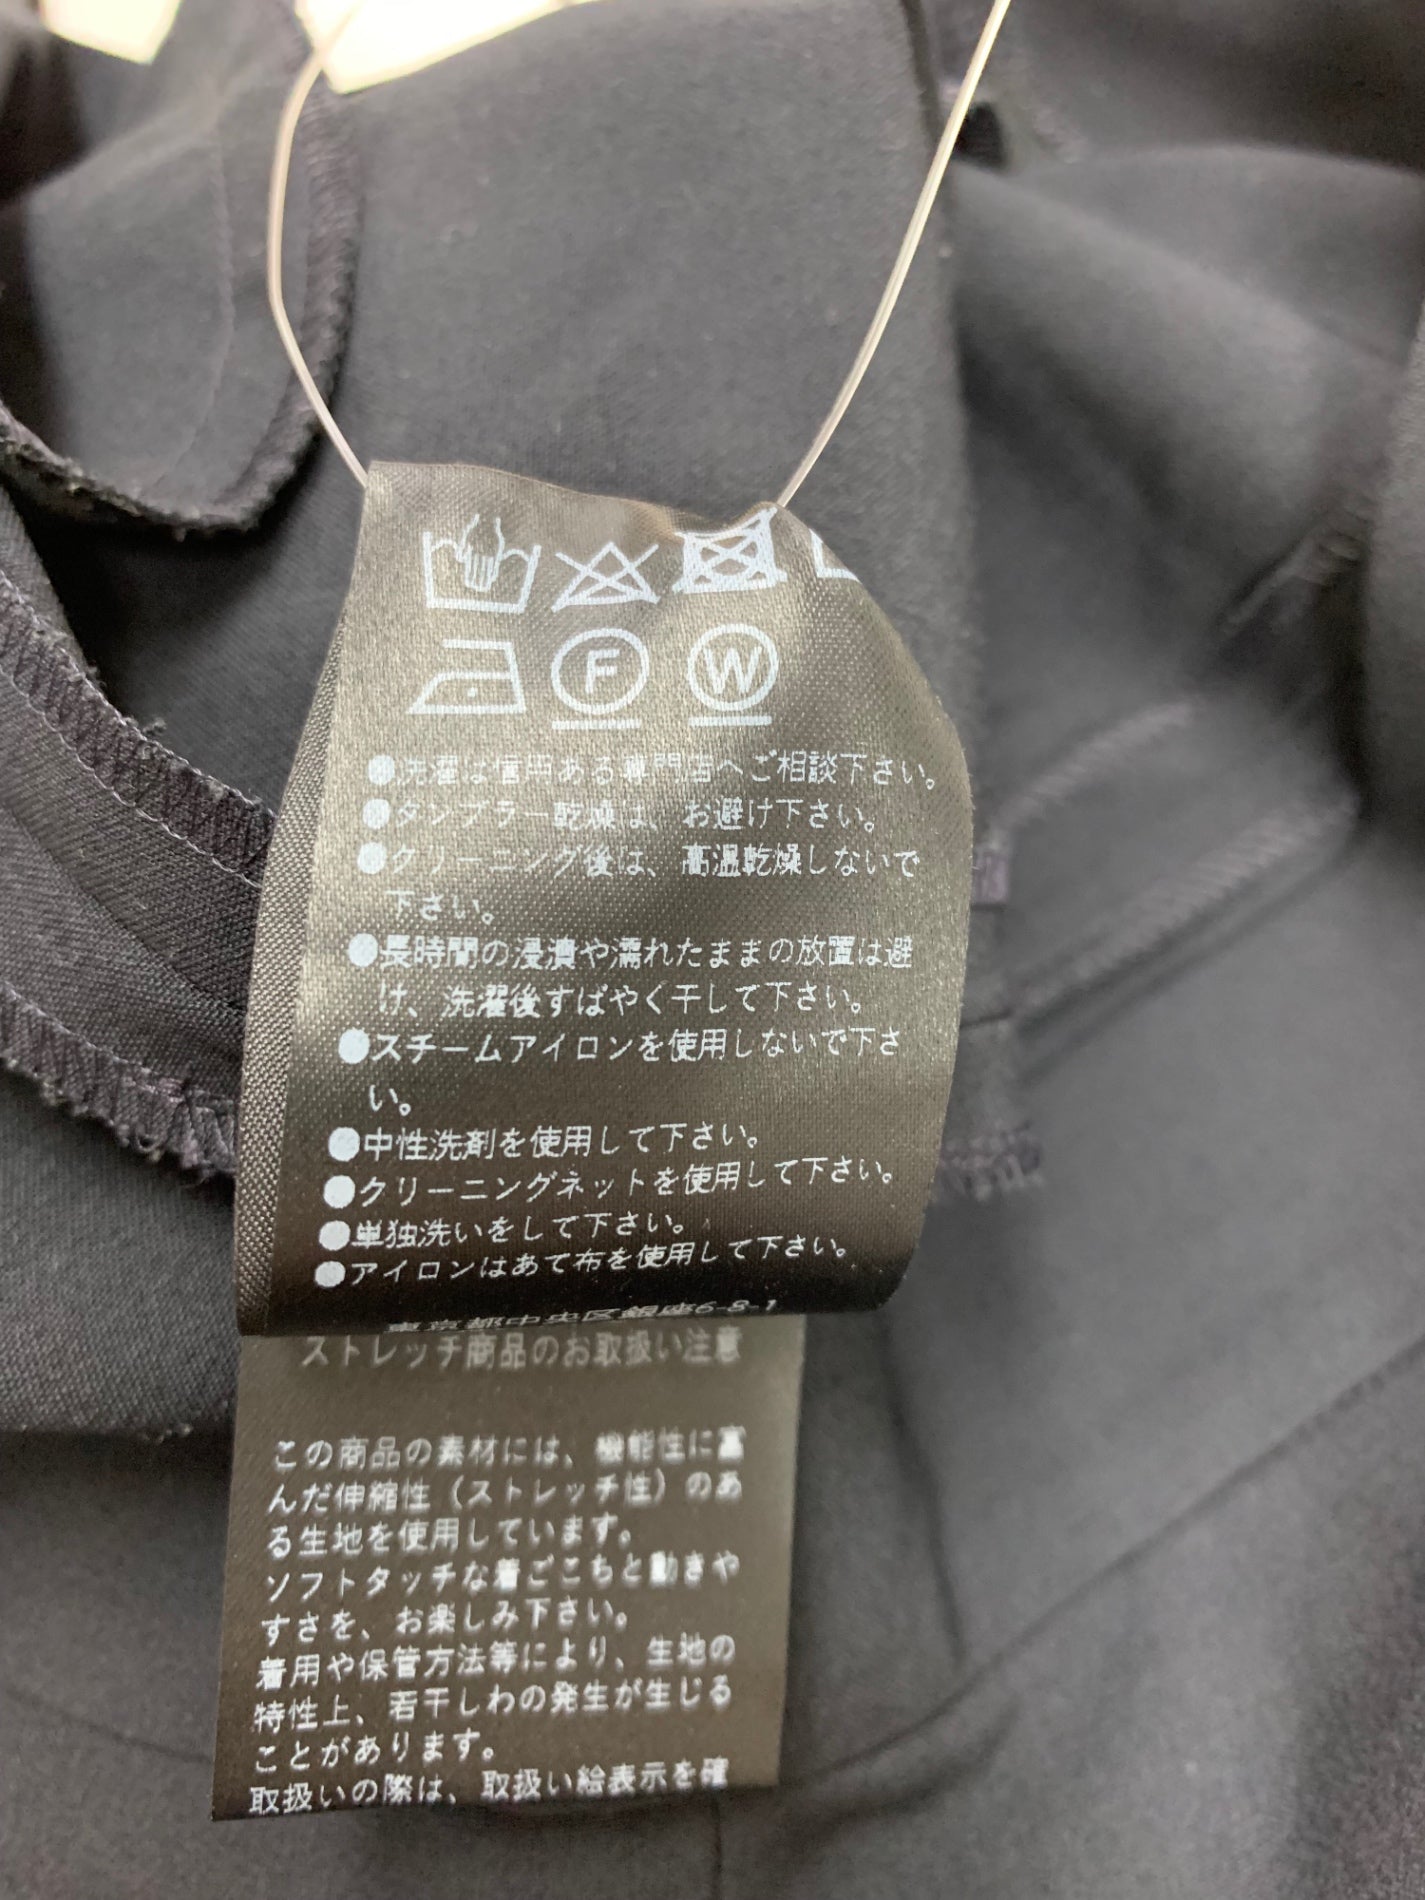 F W
●洗濯は信用ある専門店へご相談下さい。
●タンブラー乾燥は、お避け下さい。
●クリーニング後は、高温乾燥しないで
下さい。
●長時間の浸漬や濡れたままの放置は避
け、洗濯後すばやく干して下さい。
●スチームアイロンを使用しないで下さ
い。
●中性洗剤を使用して下さい。
●クリーニングネットを使用して下さい。
●単独洗いをして下さい。
●アイロンはあて布を使用して下さい。
東京都中央区銀座6-8-1
ストレッチ商品のお取扱い注意
この商品の素材には、機能性に富
んだ伸縮性（ストレッチ性）のあ
る生地を使用しています。
ソフトタッチな着ごこちと動きや
すさを、お楽しみ下さい。
着用や保管方法等により、生地の
特性上、若干しわの発生が生じる
ことがあります。
取扱いの際は、取扱い絵表示を確